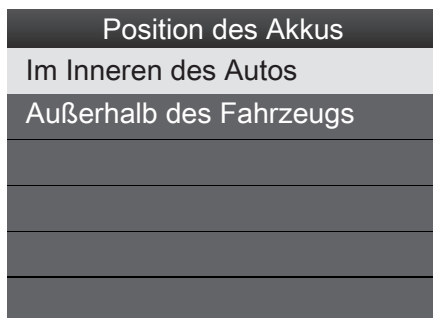 Position des Akkus
Im Inneren des Autos
Außerhalb des Fahrzeugs